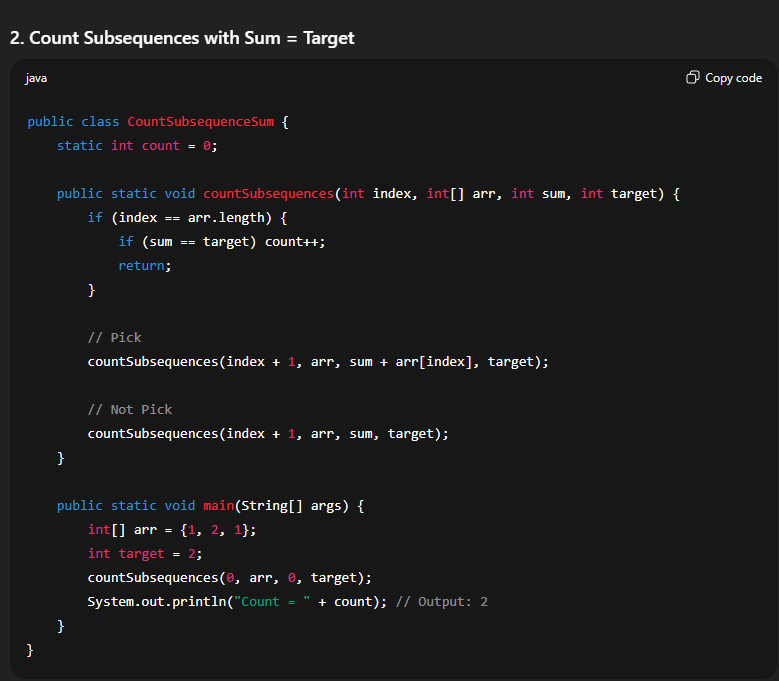 2. Count Subsequences with Sum = Target
java
Copy code
public class CountSubsequenceSum {
    static int count = 0;

    public static void countSubsequences(int index, int[] arr, int sum, int target) {
        if (index == arr.length) {
            if (sum == target) count++;
            return;
        }

        // Pick
        countSubsequences(index + 1, arr, sum + arr[index], target);

        // Not Pick
        countSubsequences(index + 1, arr, sum, target);
    }

    public static void main(String[] args) {
        int[] arr = {1, 2, 1};
        int target = 2;
        countSubsequences(0, arr, 0, target);
        System.out.println("Count = " + count); // Output: 2
    }
}